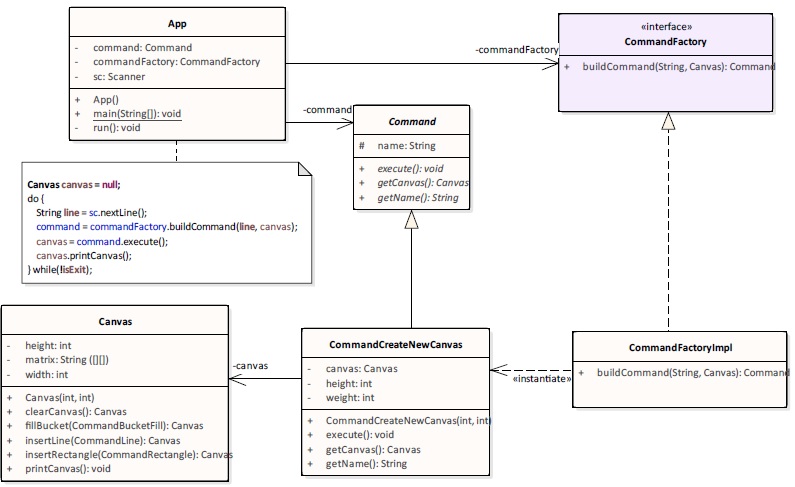 App
- command: Command
- commandFactory: CommandFactory
- sc: Scanner
+ App()
+ main(String[]): void
- run(): void
-commandFactory
«interface»
CommandFactory
+ buildCommand(String, Canvas): Command
-command
Command
# name: String
+ execute(): void
+ getCanvas(): Canvas
+ getName(): String
Canvas canvas = null;
do {
String line = sc.nextLine();
command = commandFactory.buildCommand(line, canvas);
canvas = command.execute();
canvas.printCanvas();
} while(!isExit);
Canvas
- height: int
- matrix: String ([][])
- width: int
+ Canvas(int, int)
+ clearCanvas(): Canvas
+ fillBucket(CommandBucketFill): Canvas
+ insertLine(CommandLine): Canvas
+ insertRectangle(CommandRectangle): Canvas
+ printCanvas(): void
-canvas
CommandCreateNewCanvas
- canvas: Canvas
- height: int
- weight: int
+ CommandCreateNewCanvas(int, int)
+ execute(): void
+ getCanvas(): Canvas
+ getName(): String
«instantiate»
CommandFactoryImpl
+ buildCommand(String, Canvas): Command